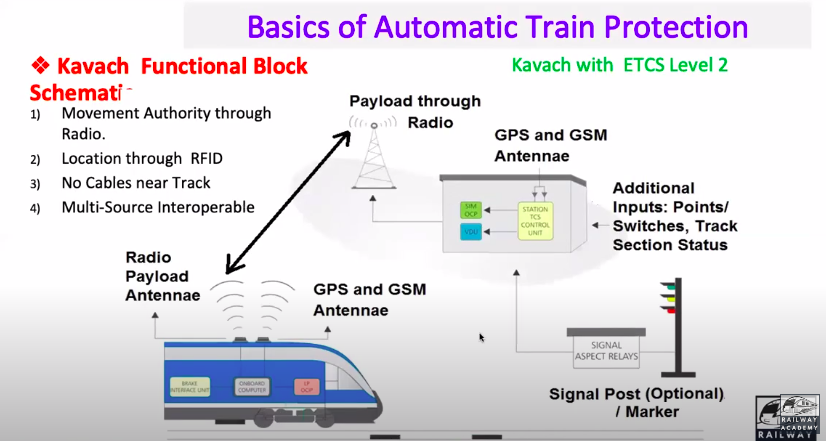 Basics of Automatic Train Protection
❖ Kavach Functional Block
Schemati
Kavach with ETCS Level 2
1) Movement Authority through
Radio.
2) Location through RFID
3) No Cables near Track
4) Multi-Source Interoperable
Payload through
Radio
GPS and GSM
Antennae
SIM
OCP
VDU
STATION
TCS
CONTROL
UNIT
Additional
Inputs: Points/
Switches, Track
Section Status
Radio
Payload
Antennae
GPS and GSM
Antennae
BRAKE
INTERFACE UNIT
ONBOARD
COMPUTER
LP
OCIP
SIGNAL
ASPECT RELAYS
Signal Post (Optional)
/ Marker
RAILWAY
ACADEMY
RAILWAY